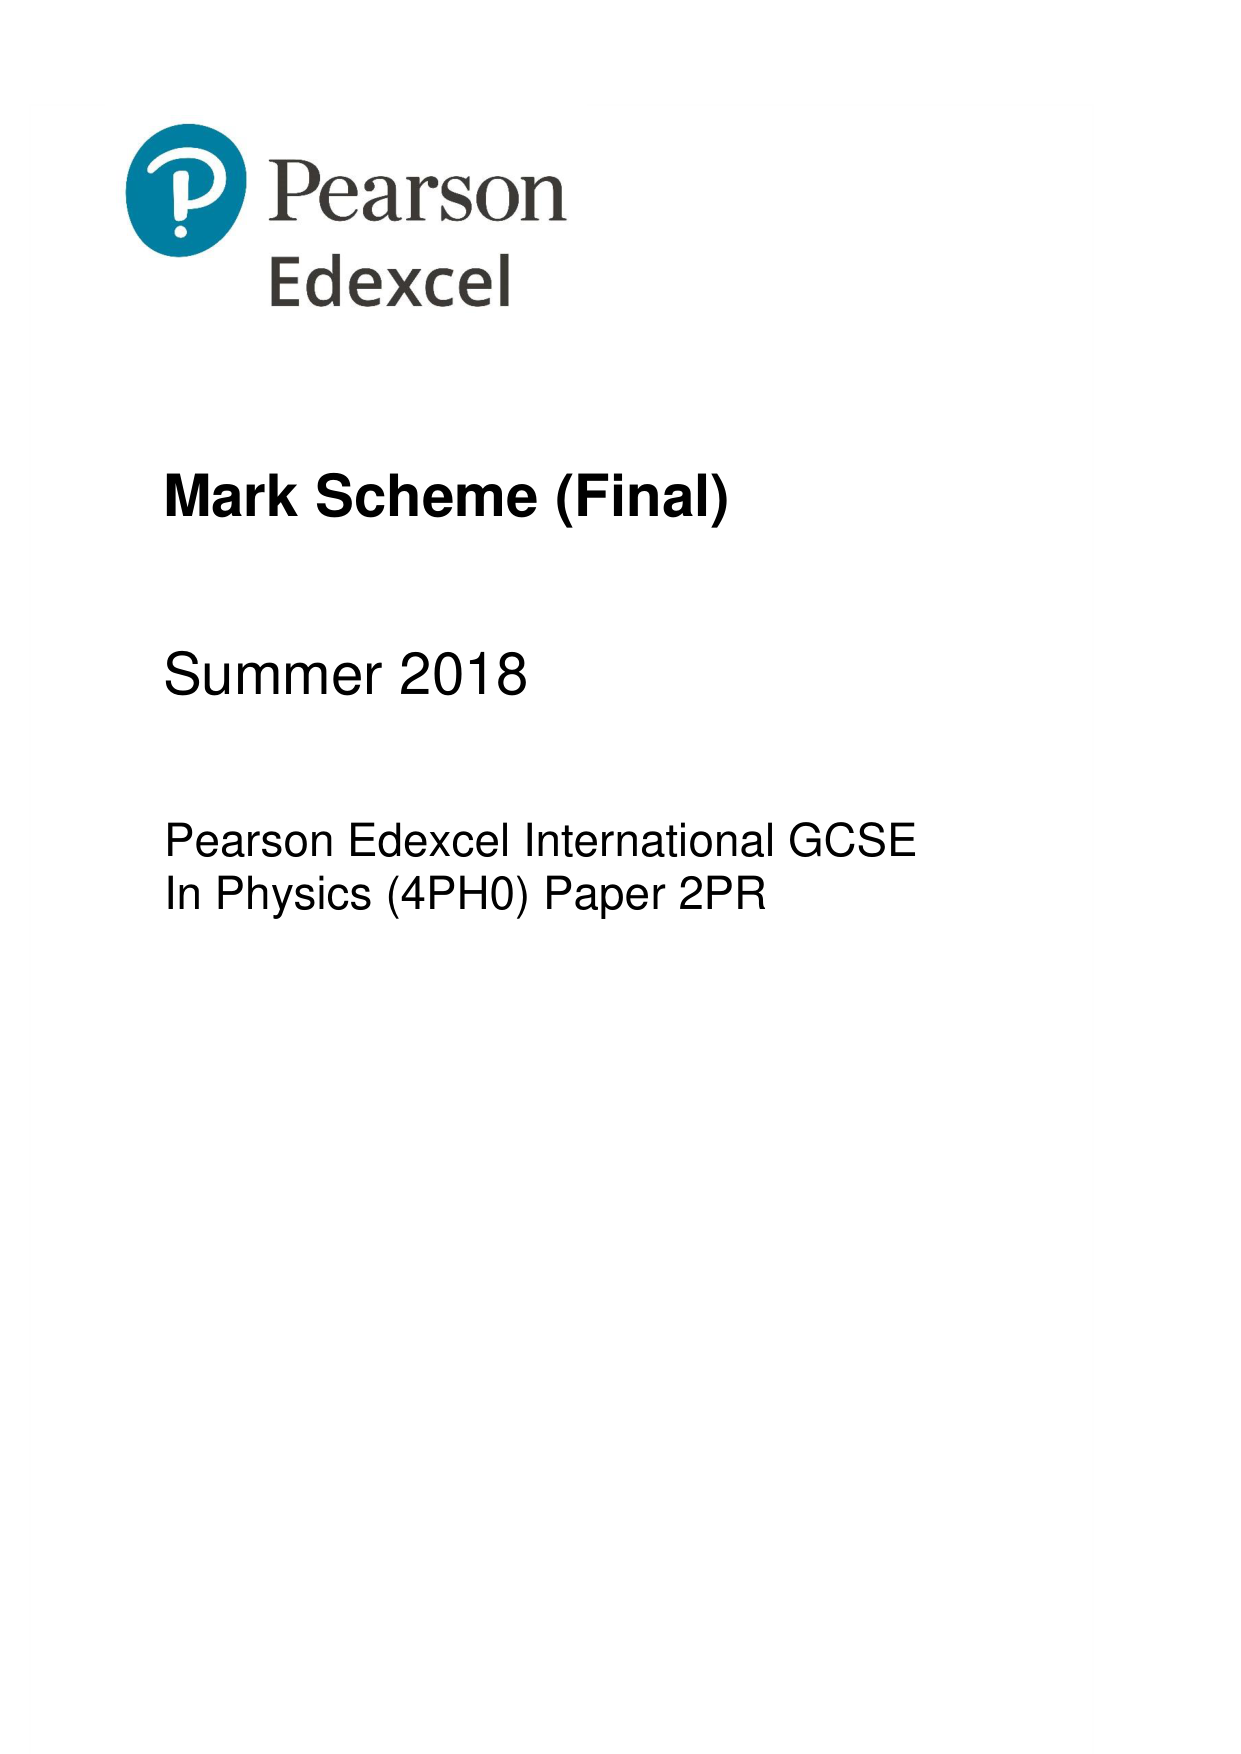 Pearson
Edexcel
Mark Scheme (Final)
Summer 2018
Pearson Edexcel International GCSE
In Physics (4PH0) Paper 2PR